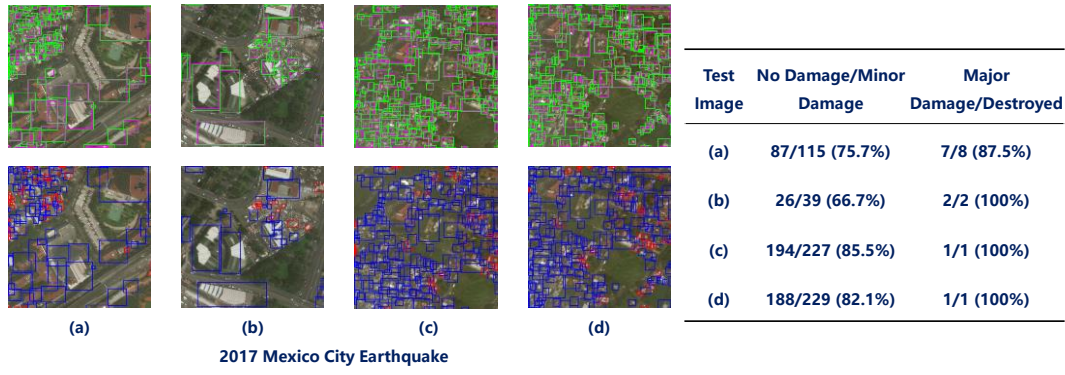 (a)
(b)
(c)
(d)
2017 Mexico City Earthquake
Test Image
No Damage/Minor Damage
Major Damage/Destroyed
(a) 87/115 (75.7%) 7/8 (87.5%)
(b) 26/39 (66.7%) 2/2 (100%)
(c) 194/227 (85.5%) 1/1 (100%)
(d) 188/229 (82.1%) 1/1 (100%)